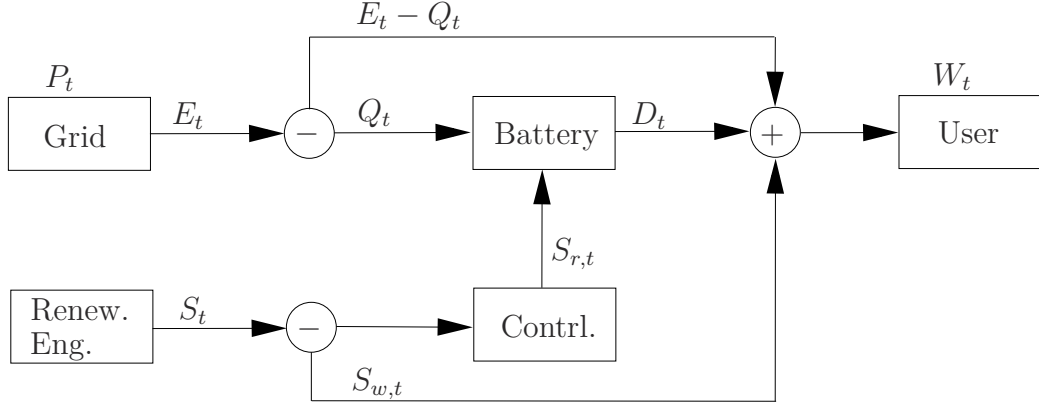 E_t − Q_t
P_t
W_t
Grid
E_t
−
Q_t
Battery
D_t
+
User
S_{r,t}
Renew.
Eng.
S_t
−
Contrl.
S_{w,t}